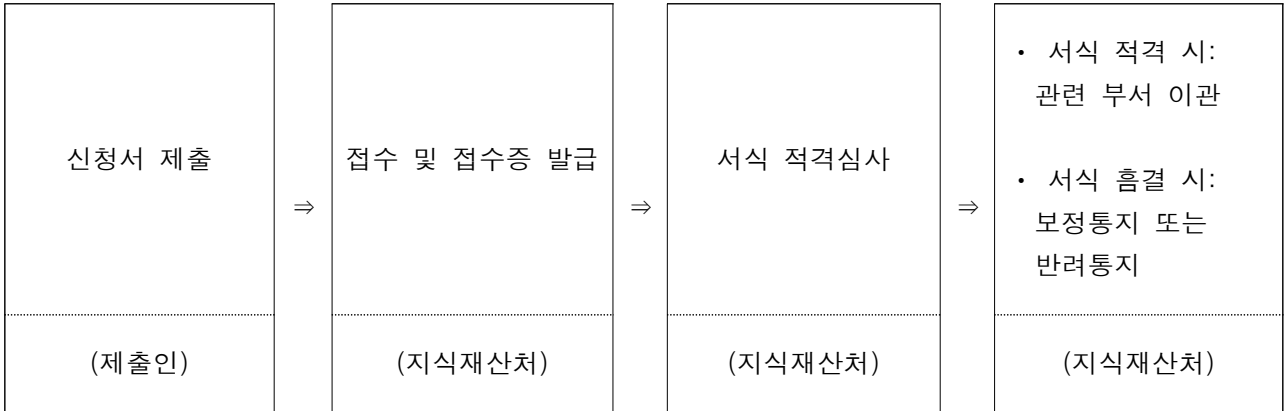 신청서 제출
(제출인)
⇒
접수 및 접수증 발급
(지식재산처)
⇒
서식 적격심사
(지식재산처)
⇒
• 서식 적격 시:
관련 부서 이관
• 서식 흠결 시:
보정통지 또는
반려통지
(지식재산처)